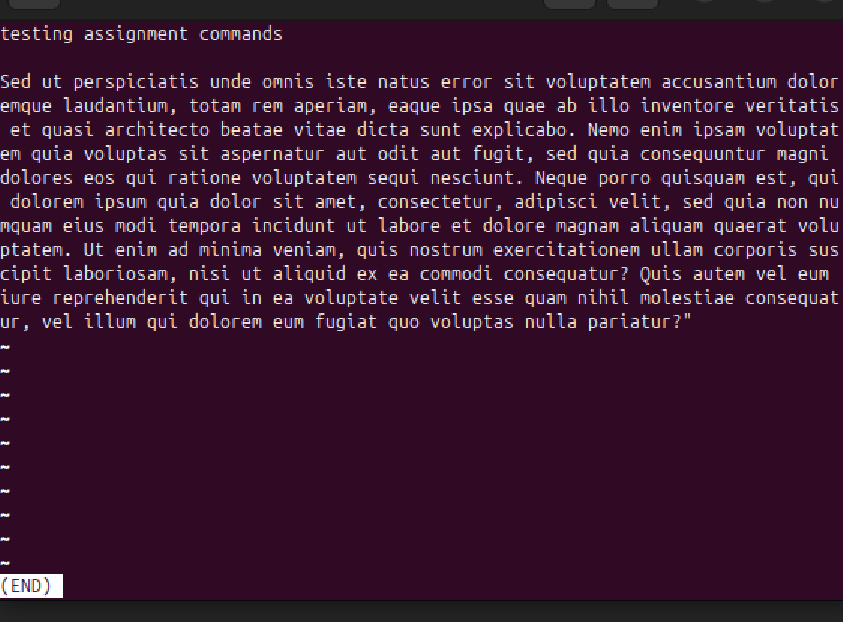 testing assignment commands

Sed ut perspiciatis unde omnis iste natus error sit voluptatem accusantium dolor
emque laudantium, totam rem aperiam, eaque ipsa quae ab illo inventore veritatis
 et quasi architecto beatae vitae dicta sunt explicabo. Nemo enim ipsam voluptat
em quia voluptas sit aspernatur aut odit aut fugit, sed quia consequuntur magni
dolores eos qui ratione voluptatem sequi nesciunt. Neque porro quisquam est, qui
 dolorem ipsum quia dolor sit amet, consectetur, adipisci velit, sed quia non nu
mquam eius modi tempora incidunt ut labore et dolore magnam aliquam quaerat volu
ptatem. Ut enim ad minima veniam, quis nostrum exercitationem ullam corporis sus
cipit laboriosam, nisi ut aliquid ex ea commodi consequatur? Quis autem vel eum
iure reprehenderit qui in ea voluptate velit esse quam nihil molestiae consequat
ur, vel illum qui dolorem eum fugiat quo voluptas nulla pariatur?"
~
~
~
~
~
~
~
~
~
~
(END)